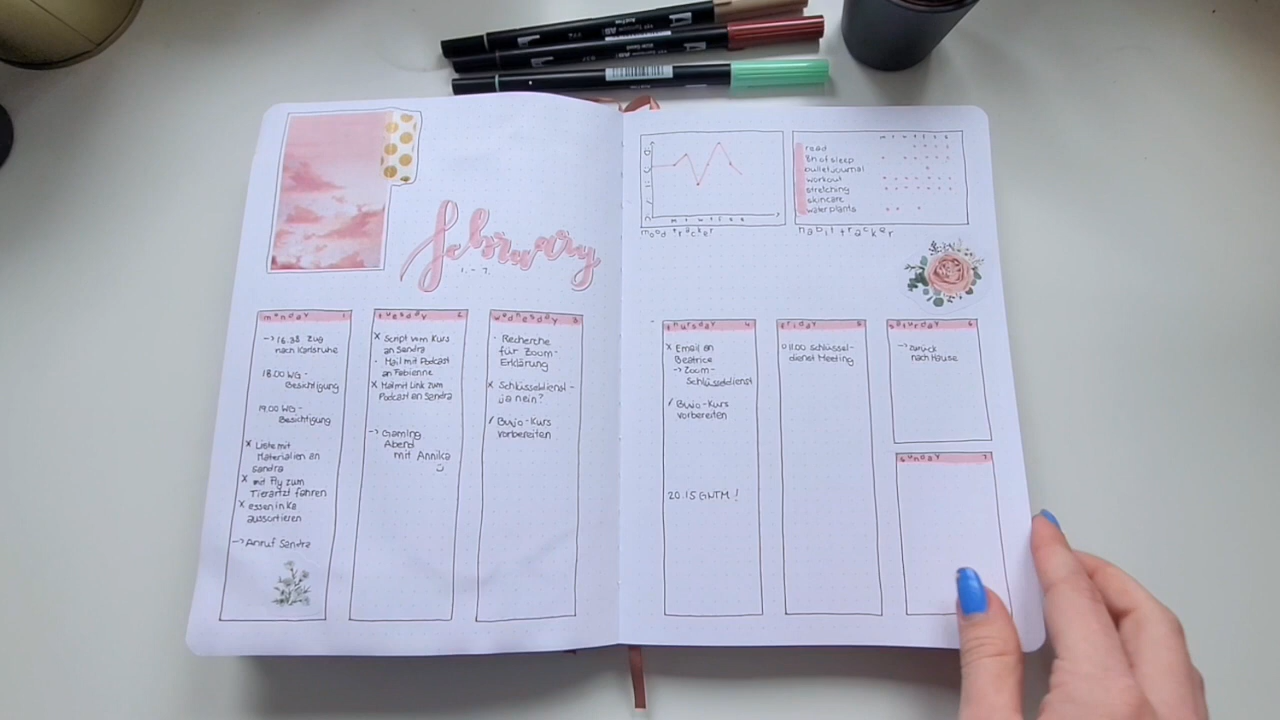 february
1. - 7.
monday 1
→ 16.38 Zug
nach Karlsruhe
18.00 WG-
Besichtigung
19.00 WG-
Besichtigung
x Liste mit
Materialien an
Sandra
x mit Fly zum
Tierartzt fahren
x essen in Ka
aussortieren
→ Anruf Sandra
tuesday 2
x Script vom Kurs
an Sandra
· Mail mit Podcast
an Fabienne
x Mail mit Link zum
Podcast an Sandra
→ Gaming
Abend
mit Annika
wednesday 3
· Recherche
für Zoom-
Erklärung
x Schlüsseldienst -
ja nein?
/ Bujo-Kurs
vorbereiten
mood tracker
m t w t f s s
m t w t f s s
read
8h of sleep
bullet journal
workout
stretching
skincare
water plants
habit tracker
thursday 4
x Email an
Beatrice
→ Zoom-
Schlüsseldienst
/ Bujo-Kurs
vorbereiten
20.15 GNTM!
friday 5
o 11.00 Schlüssel-
dienst Meeting
saturday 6
→ zurück
nach Hause
sunday 7